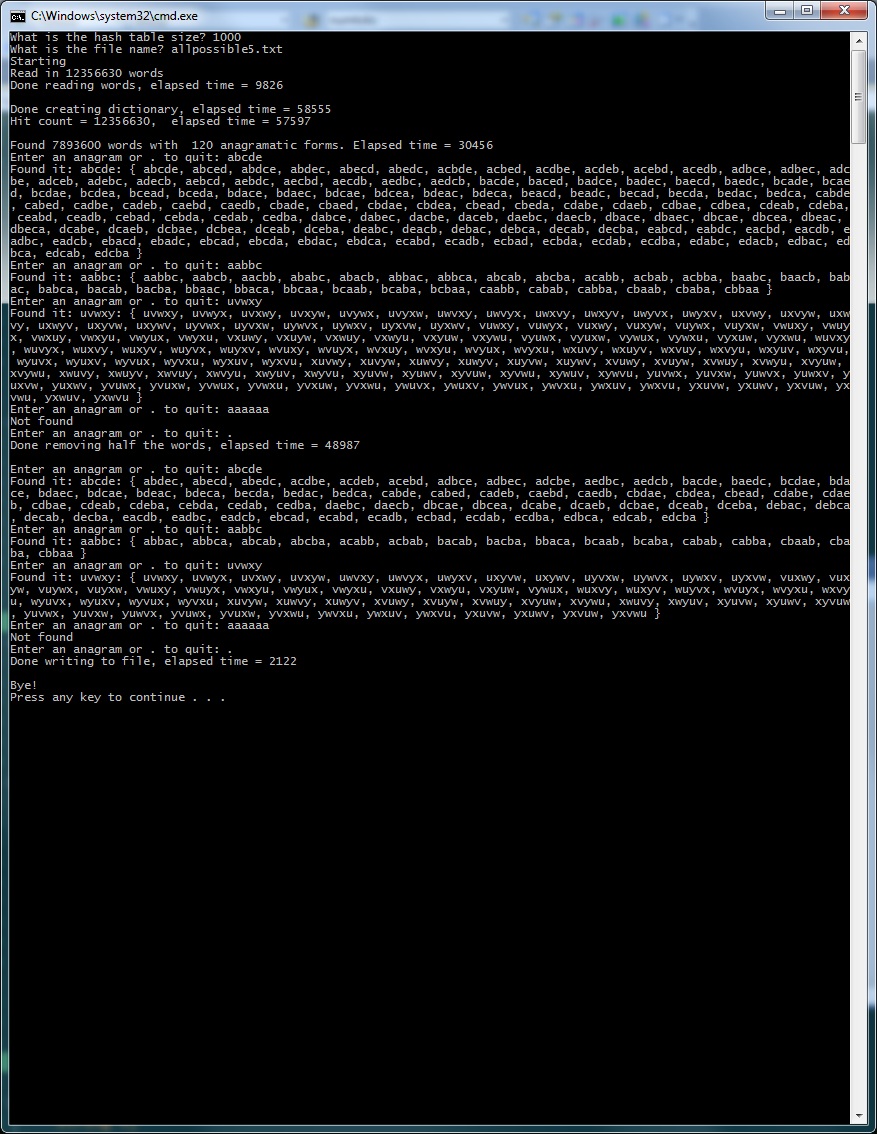 C:\Windows\system32\cmd.exe
What is the hash table size? 1000
What is the file name? allpossible5.txt
Starting
Read in 12356630 words
Done reading words, elapsed time = 9826
Done creating dictionary, elapsed time = 58555
Hit count = 12356630,  elapsed time = 57597
Found 7893600 words with  120 anagramatic forms. Elapsed time = 30456
Enter an anagram or . to quit: abcde
Found it: abcde: { abcde, abced, abdce, abdec, abecd, abedc, acbde, acbed, acdbe, acdeb, acebd, acedb, adbce, adbec, adc
be, adceb, adebc, adecb, aebcd, aebdc, aecbd, aecdb, aedbc, aedcb, bacde, baced, badce, badec, baecd, baedc, bcade, bcae
d, bcdae, bcdea, bcead, bceda, bdace, bdaec, bdcae, bdcea, bdeac, bdeca, beacd, beadc, becad, becda, bedac, bedca, cabde
, cabed, cadbe, cadeb, caebd, caedb, cbade, cbaed, cbdae, cbdea, cbead, cbeda, cdabe, cdaeb, cdbae, cdbea, cdeab, cdeba,
 ceabd, ceadb, cebad, cebda, cedab, cedba, dabce, dabec, dacbe, daceb, daebc, daecb, dbace, dbaec, dbcae, dbcea, dbeac,
dbeca, dcabe, dcaeb, dcbae, dcbea, dceab, dceba, deabc, deacb, debac, debca, decab, decba, eabcd, eabdc, eacbd, eacdb, e
adbc, eadcb, ebacd, ebadc, ebcad, ebcda, ebdac, ebdca, ecabd, ecadb, ecbad, ecbda, ecdab, ecdba, edabc, edacb, edbac, ed
bca, edcab, edcba }
Enter an anagram or . to quit: aabbc
Found it: aabbc: { aabbc, aabcb, aacbb, ababc, abacb, abbac, abbca, abcab, abcba, acabb, acbab, acbba, baabc, baacb, bab
ac, babca, bacab, bacba, bbaac, bbaca, bbcaa, bcaab, bcaba, bcbaa, caabb, cabab, cabba, cbaab, cbaba, cbbaa }
Enter an anagram or . to quit: uvwxy
Found it: uvwxy: { uvwxy, uvwyx, uvxwy, uvxyw, uvywx, uvyxw, uwvxy, uwvyx, uwxvy, uwxyv, uwyvx, uwyxv, uxvwy, uxvyw, uxw
vy, uxwyv, uxyvw, uxywv, uyvwx, uyvxw, uywvx, uywxv, uyxvw, uyxwv, vuwxy, vuwyx, vuxwy, vuxyw, vuywx, vuyxw, vwuxy, vwuy
x, vwxuy, vwxyu, vwyux, vwyxu, vxuwy, vxuyw, vxwuy, vxwyu, vxyuw, vxywu, vyuwx, vyuxw, vywux, vywxu, vyxuw, vyxwu, wuvxy
, wuvyx, wuxvy, wuxyv, wuyvx, wuyxv, wvuxy, wvuyx, wvxuy, wvxyu, wvyux, wvyxu, wxuvy, wxuyv, wxvuy, wxvyu, wxyuv, wxyvu,
 wyuvx, wyuxv, wyvux, wyvxu, wyxuv, wyxvu, xuvwy, xuvyw, xuwvy, xuwyv, xuyvw, xuywv, xvuwy, xvuyw, xvwuy, xvwyu, xvyuw,
xvywu, xwuvy, xwuyv, xwvuy, xwvyu, xwyuv, xwyvu, xyuvw, xyuwv, xyvuw, xyvwu, xywuv, xywvu, yuvwx, yuvxw, yuwvx, yuwxv, y
uxvw, yuxwv, yvuwx, yvuxw, yvwux, yvwxu, yvxuw, yvxwu, ywuvx, ywuxv, ywvux, ywvxu, ywxuv, ywxvu, yxuvw, yxuwv, yxvuw, yx
vwu, yxwuv, yxwvu }
Enter an anagram or . to quit: aaaaaa
Not found
Enter an anagram or . to quit: .
Done removing half the words, elapsed time = 48987
Enter an anagram or . to quit: abcde
Found it: abcde: { abdec, abecd, abedc, acdbe, acdeb, acebd, adbce, adbec, adcbe, aedbc, aedcb, bacde, baedc, bcdae, bda
ce, bdaec, bdcae, bdeac, bdeca, becda, bedac, bedca, cabde, cabed, cadeb, caebd, caedb, cbdae, cbdea, cbead, cdabe, cdae
b, cdbae, cdeab, cdeba, cebda, cedab, cedba, daebc, daecb, dbcae, dbcea, dcabe, dcaeb, dcbae, dceab, dceba, debac, debca
, decab, decba, eacdb, eadbc, eadcb, ebcad, ecabd, ecadb, ecbad, ecdab, ecdba, edbca, edcab, edcba }
Enter an anagram or . to quit: aabbc
Found it: aabbc: { abbac, abbca, abcab, abcba, acabb, acbab, bacab, bacba, bbaca, bcaab, bcaba, cabab, cabba, cbaab, cba
ba, cbbaa }
Enter an anagram or . to quit: uvwxy
Found it: uvwxy: { uvwxy, uvwyx, uvxwy, uvxyw, uwvxy, uwvyx, uwyxv, uxyvw, uxywv, uyvxw, uywvx, uywxv, uyxvw, vuxwy, vux
yw, vuywx, vuyxw, vwuxy, vwuyx, vwxyu, vwyux, vwyxu, vxuwy, vxwyu, vxyuw, vywux, wuxvy, wuxyv, wuyvx, wvuyx, wvyxu, wxvy
u, wyuvx, wyuxv, wyvux, wyvxu, xuvyw, xuwvy, xuwyv, xvuwy, xvuyw, xvwuy, xvyuw, xvywu, xwuvy, xwyuv, xyuvw, xyuwv, xyvuw
, yuvwx, yuvxw, yuwvx, yvuwx, yvuxw, yvxwu, ywvxu, ywxuv, ywxvu, yxuvw, yxuwv, yxvuw, yxvwu }
Enter an anagram or . to quit: aaaaaa
Not found
Enter an anagram or . to quit: .
Done writing to file, elapsed time = 2122
Bye!
Press any key to continue . . .